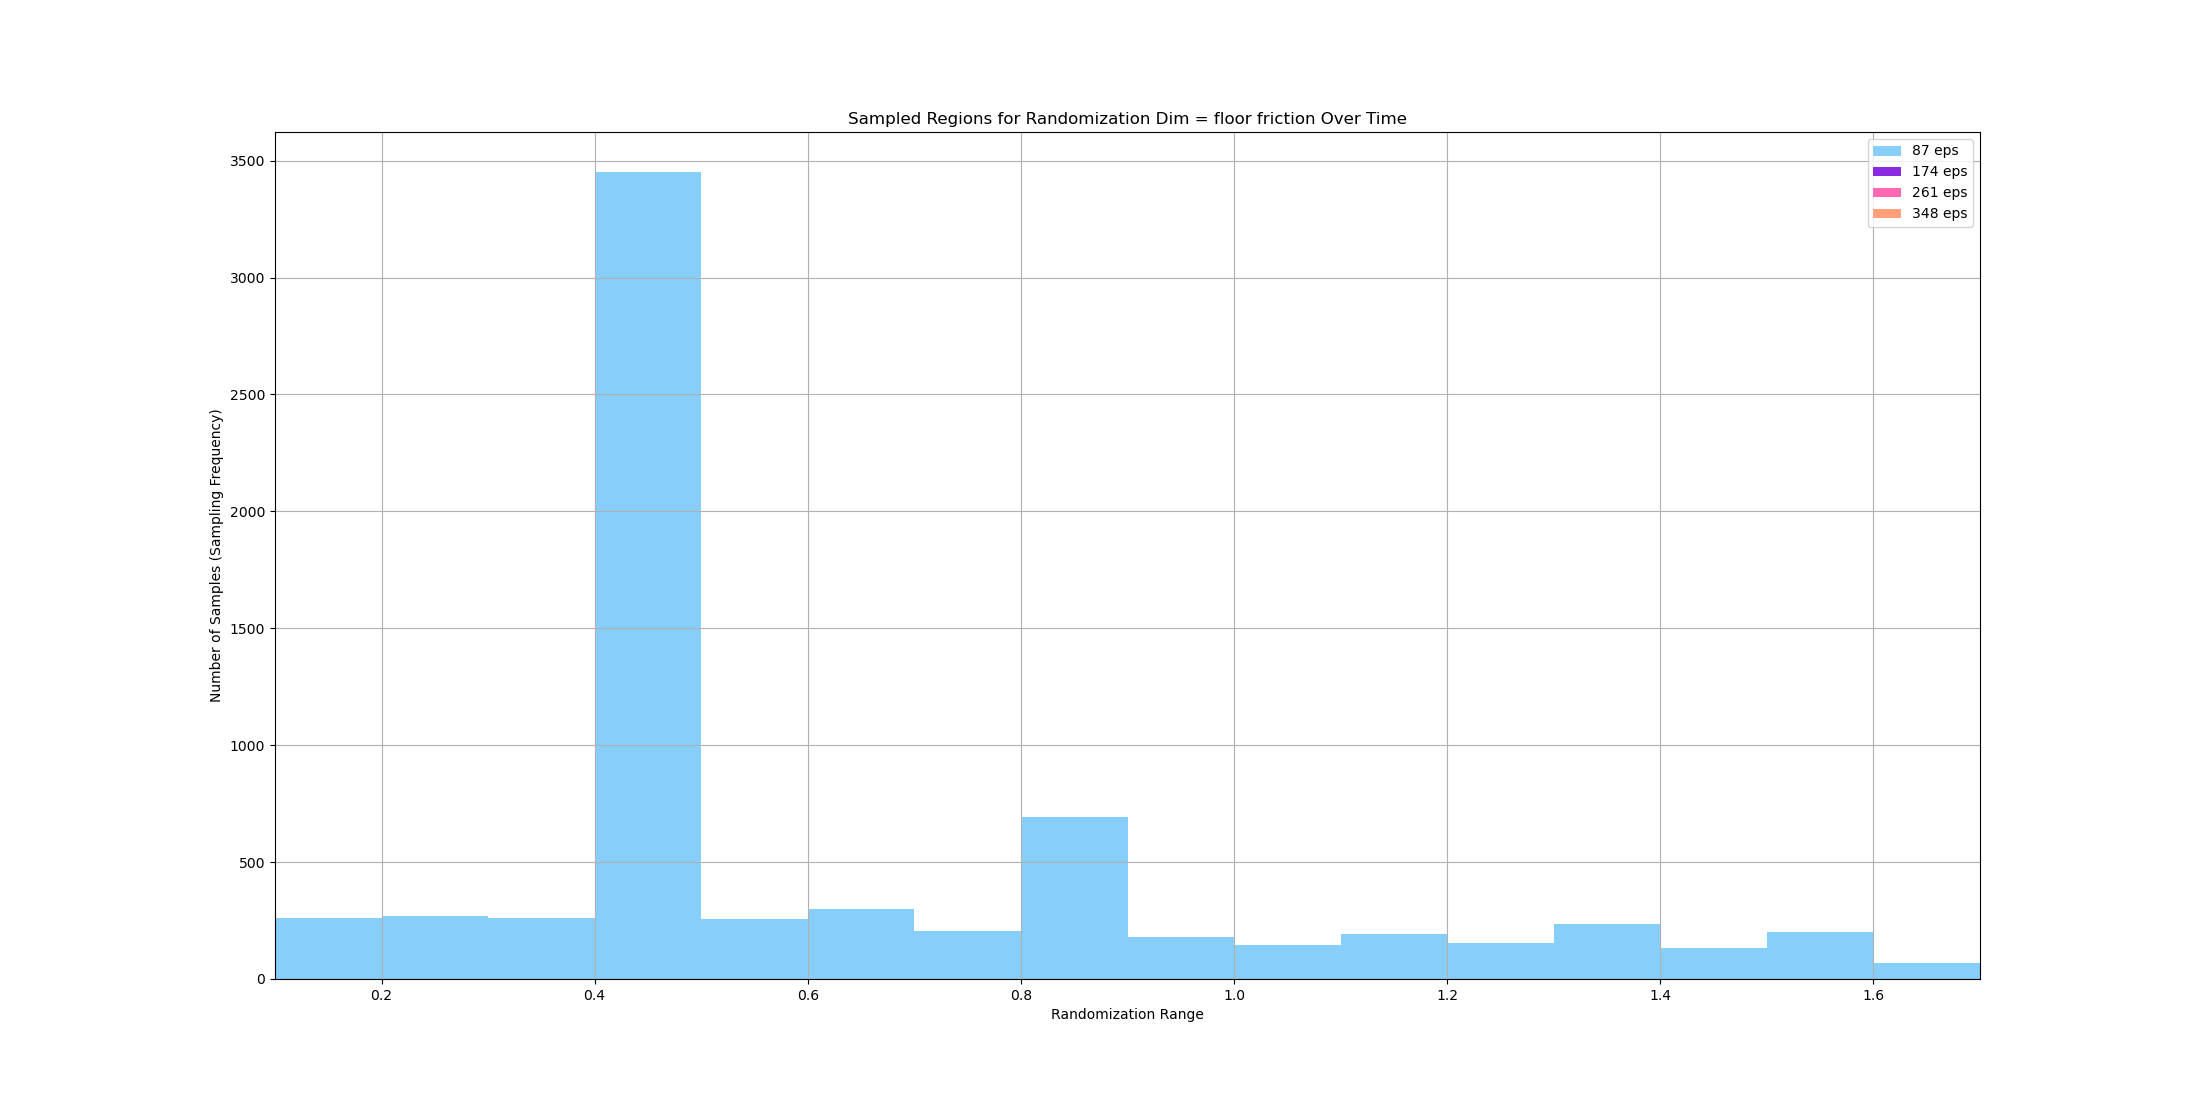 Sampled Regions for Randomization Dim = floor friction Over Time
87 eps
174 eps
261 eps
348 eps
3500
3000
2500
2000
1500
1000
500
0
Number of Samples (Sampling Frequency)
0.2 0.4 0.6 0.8 1.0 1.2 1.4 1.6
Randomization Range